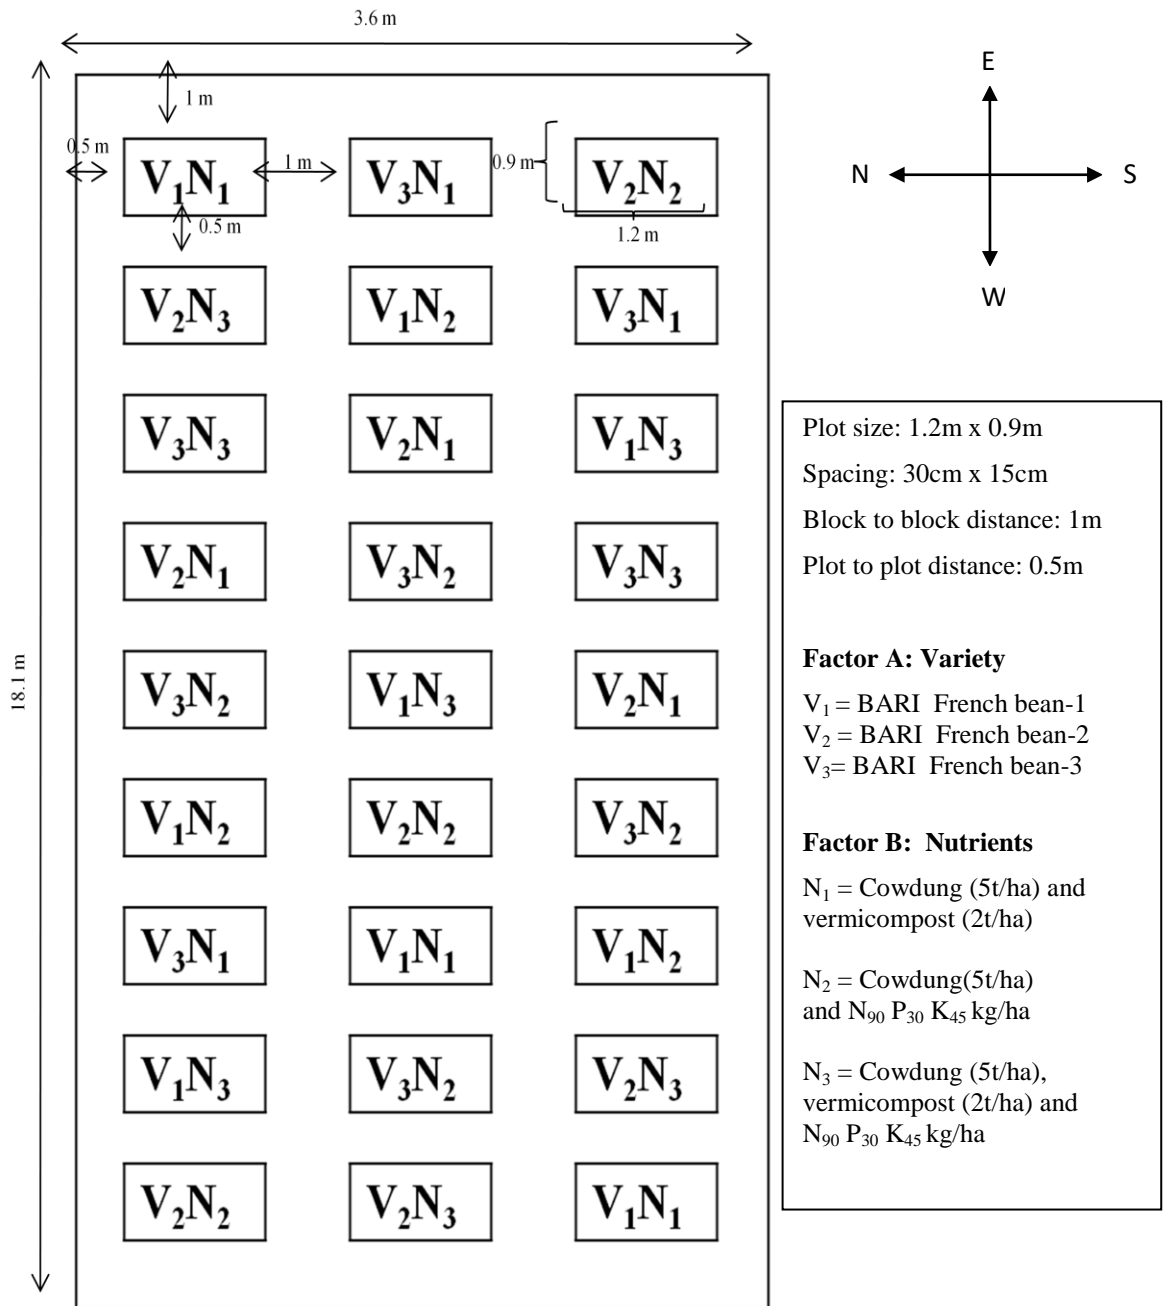 3.6 m
E
1 m
0.5 m
1 m
0.9 m
N
S
V₁N₁ V₃N₁ V₂N₂
0.5 m
1.2 m
W
V₂N₃ V₁N₂ V₃N₁
V₃N₃ V₂N₁ V₁N₃
V₂N₁ V₃N₂ V₃N₃
18.1 m
V₃N₂ V₁N₃ V₂N₁
V₁N₂ V₂N₂ V₃N₂
V₃N₁ V₁N₁ V₁N₂
V₁N₃ V₃N₂ V₂N₃
V₂N₂ V₂N₃ V₁N₁
Plot size: 1.2m x 0.9m
Spacing: 30cm x 15cm
Block to block distance: 1m
Plot to plot distance: 0.5m
Factor A: Variety
V₁ = BARI French bean-1
V₂ = BARI French bean-2
V₃= BARI French bean-3
Factor B: Nutrients
N₁ = Cowdung (5t/ha) and
vermicompost (2t/ha)
N₂ = Cowdung(5t/ha)
and N₉₀ P₃₀ K₄₅ kg/ha
N₃ = Cowdung (5t/ha),
vermicompost (2t/ha) and
N₉₀ P₃₀ K₄₅ kg/ha